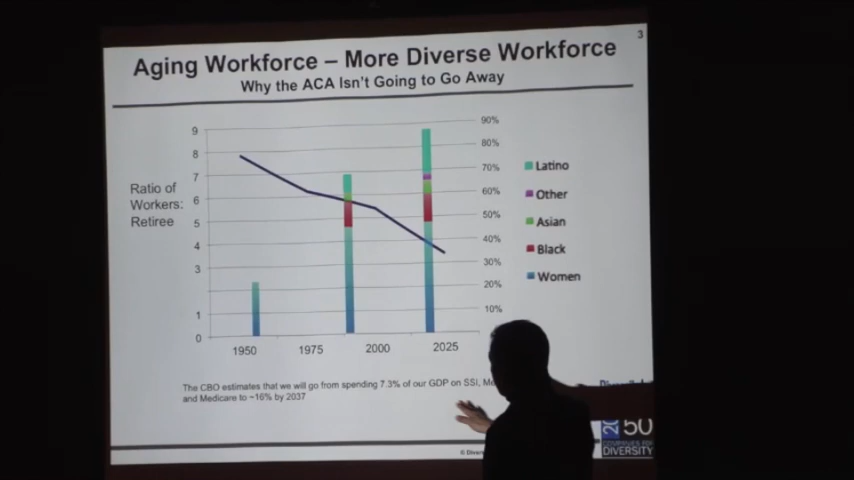 3
Aging Workforce – More Diverse Workforce
Why the ACA Isn't Going to Go Away
Ratio of
Workers:
Retiree
9
8
7
6
5
4
3
1
0
90%
80%
70%
60%
50%
40%
30%
20%
10%
1950
1975
2000
2025
Latino
Other
Asian
Black
Women
The CBO estimates that we will go from spending 7.3% of our GDP on SSI,
and Medicare to ~16% by 2037
50
COMPANIES FOR
DIVERSITY